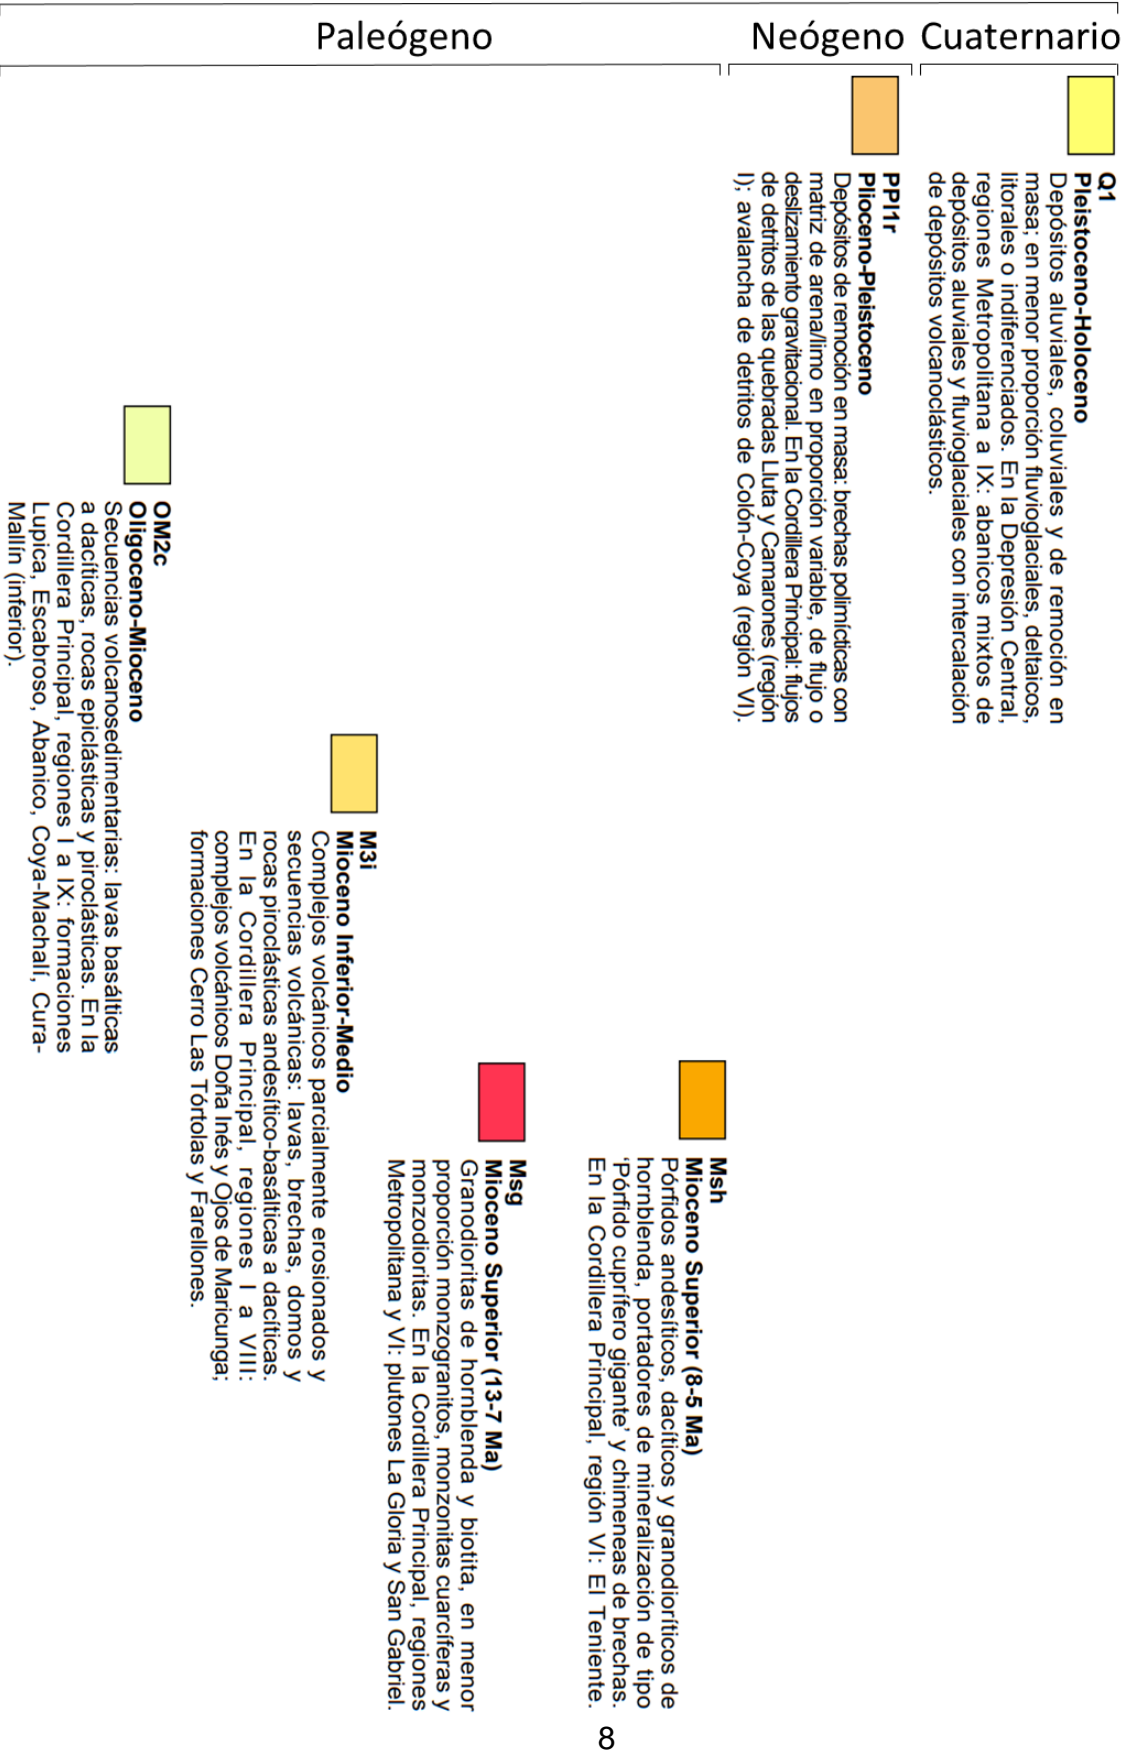 Paleógeno Neógeno Cuaternario
Q1
Pleistoceno-Holoceno
Depósitos aluviales, coluviales y de remoción en
masa; en menor proporción fluvioglaciales, deltaicos,
litorales o indiferenciados. En la Depresión Central,
regiones Metropolitana a IX: abanicos mixtos de
depósitos aluviales y fluvioglaciales con intercalación
de depósitos volcanoclásticos.
PPl1r
Plioceno-Pleistoceno
Depósitos de remoción en masa: brechas polimícticas con
matriz de arena/limo en proporción variable, de flujo o
deslizamiento gravitacional. En la Cordillera Principal: flujos
de detritos de las quebradas Lluta y Camarones (región
I); avalancha de detritos de Colón-Coya (región VI).
Msh
Mioceno Superior (8-5 Ma)
Pórfidos andesíticos, dacíticos y granodioríticos de
hornblenda, portadores de mineralización de tipo
‘Pórfido cuprífero gigante’ y chimeneas de brechas.
En la Cordillera Principal, región VI: El Teniente.
Msg
Mioceno Superior (13-7 Ma)
Granodioritas de hornblenda y biotita, en menor
proporción monzogranitos, monzonitas cuarcíferas y
monzodioritas. En la Cordillera Principal, regiones
Metropolitana y VI: plutones La Gloria y San Gabriel.
M3i
Mioceno Inferior-Medio
Complejos volcánicos parcialmente erosionados y
secuencias volcánicas: lavas, brechas, domos y
rocas piroclásticas andesítico-basálticas a dacíticas.
En la Cordillera Principal, regiones I a VIII:
complejos volcánicos Doña Inés y Ojos de Maricunga;
formaciones Cerro Las Tórtolas y Farellones.
OM2c
Oligoceno-Mioceno
Secuencias volcanosedimentarias: lavas basálticas
a dacíticas, rocas epiclásticas y piroclásticas. En la
Cordillera Principal, regiones I a IX: formaciones
Lupica, Escabroso, Abanico, Coya-Machalí, Cura-
Mallín (inferior).
8